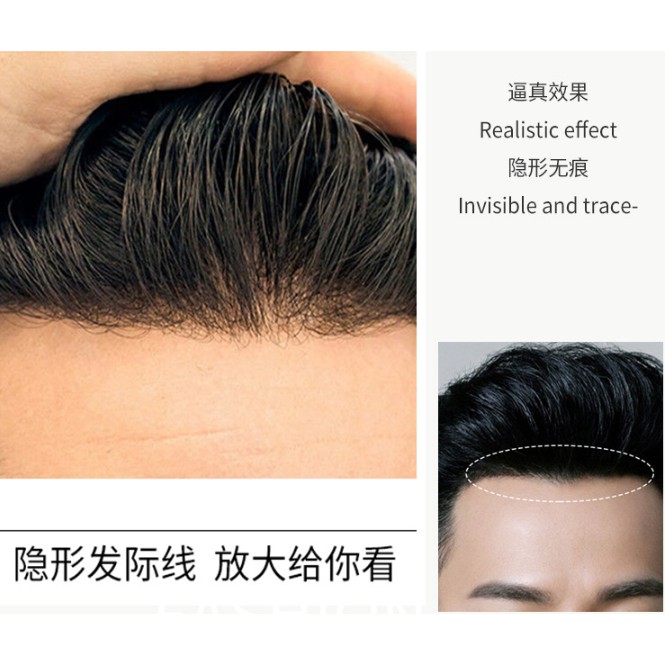 逼真效果
Realistic effect
隐形无痕
Invisible and trace-
隐形发际线 放大给你看